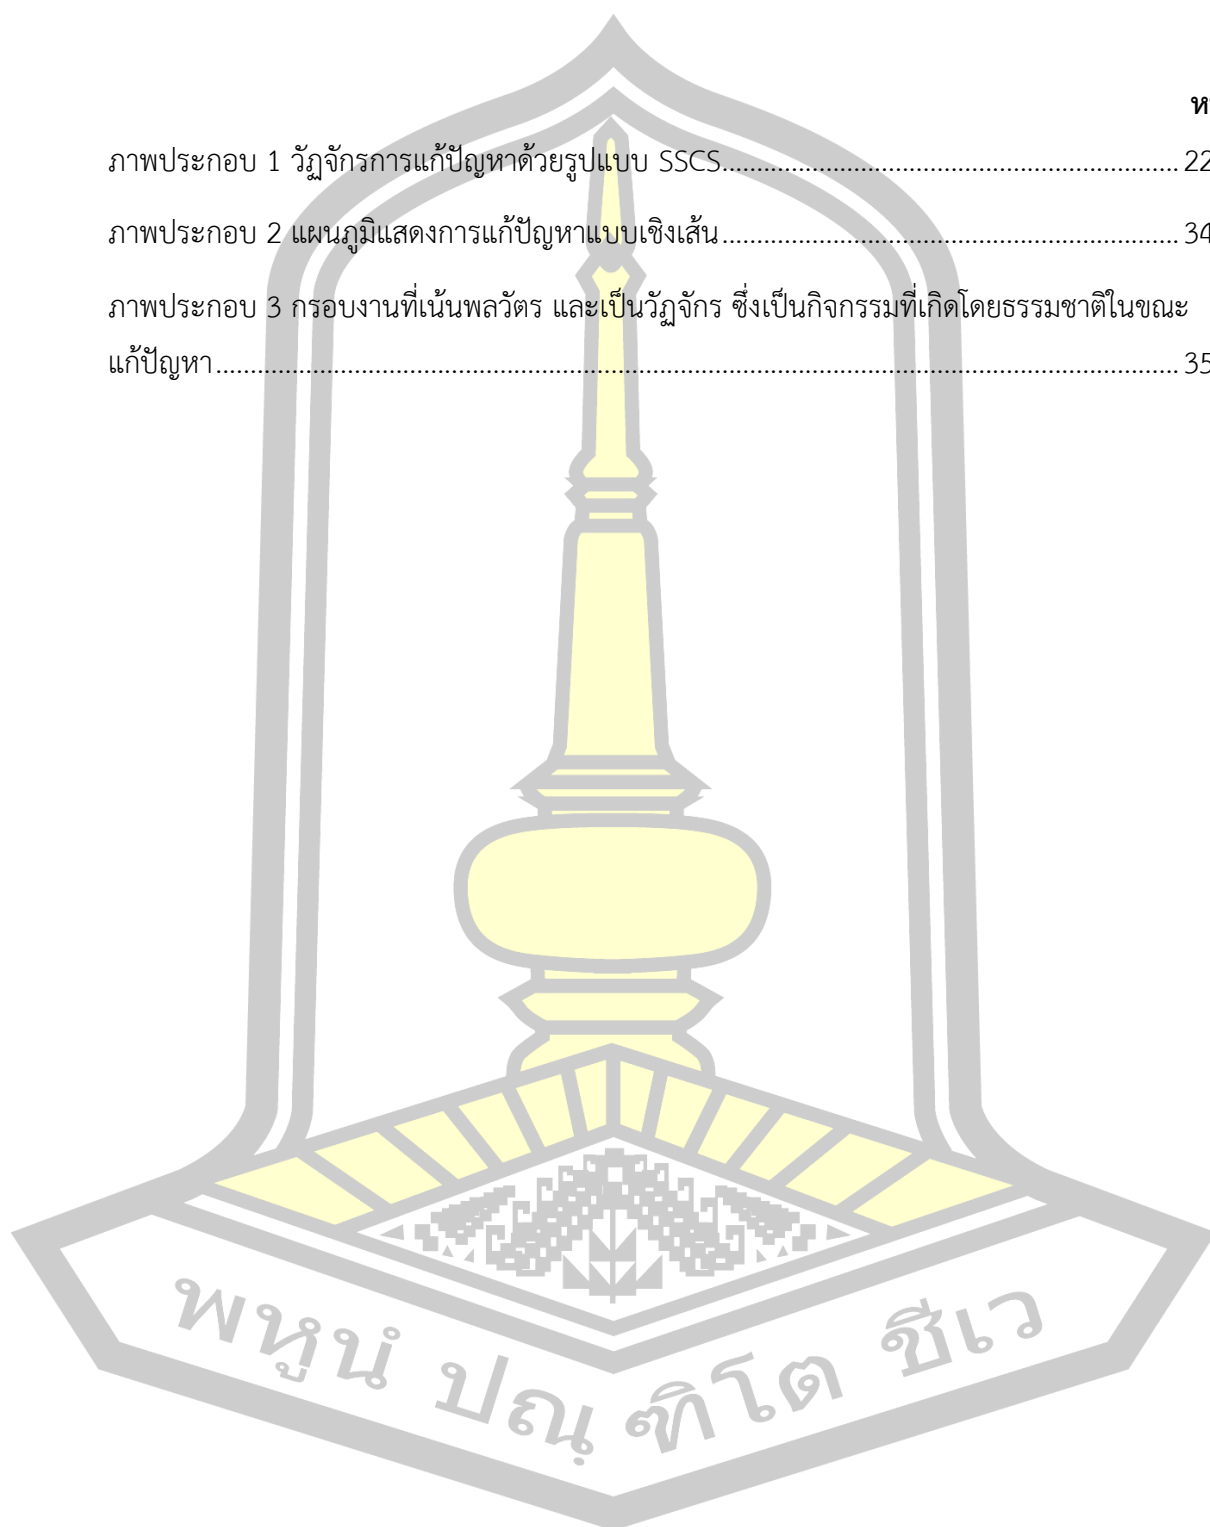 ภาพประกอบ 1 วัฏจักรการแก้ปัญหาด้วยรูปแบบ SSCS.......................................................... 22
ภาพประกอบ 2 แผนภูมิแสดงการแก้ปัญหาแบบเชิงเส้น.......................................................... 34
ภาพประกอบ 3 กรอบงานที่เน้นพลวัตร และเป็นวัฏจักร ซึ่งเป็นกิจกรรมที่เกิดโดยธรรมชาติในขณะ
แก้ปัญหา........................................................................................................................ 35
พหูนํ ปณฺฑิโต ชีเว